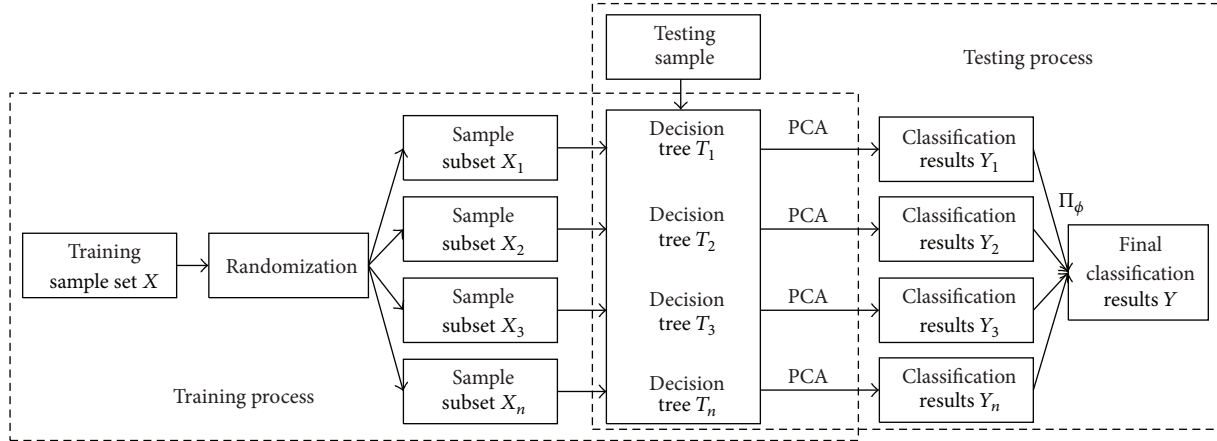 Testing
sample
Testing process
Training
sample set X
Randomization
Sample
subset X₁
Sample
subset X₂
Sample
subset X₃
Sample
subset Xₙ
Decision
tree T₁
Decision
tree T₂
Decision
tree T₃
Decision
tree Tₙ
PCA
PCA
PCA
PCA
Classification
results Y₁
Classification
results Y₂
Classification
results Y₃
Classification
results Yₙ
Π_ϕ
Final
classification
results Y
Training process